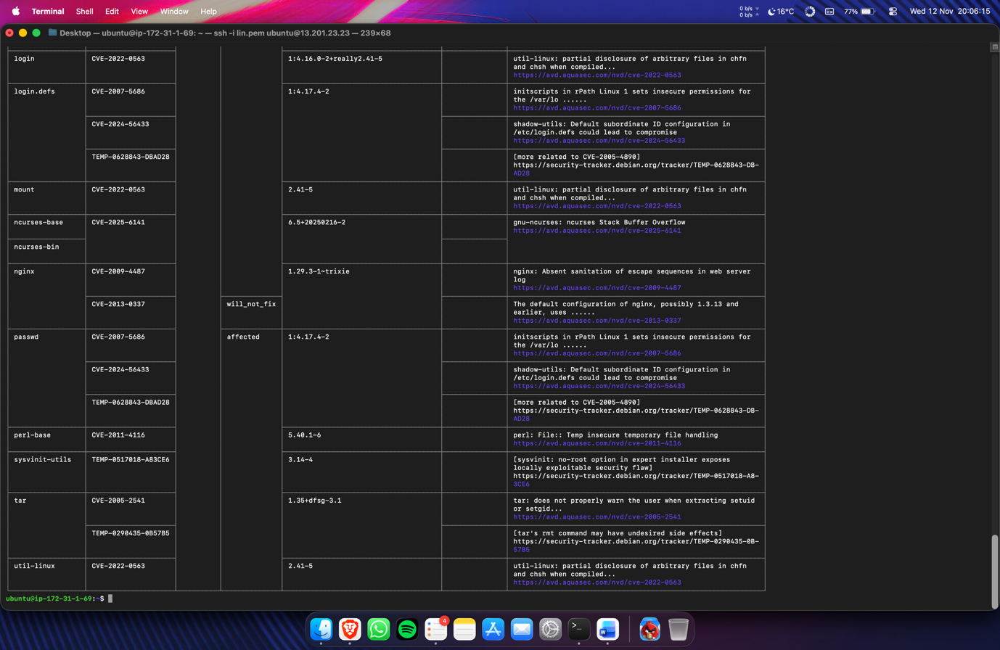 Terminal Shell Edit View Window Help 0 b/s 0 b/s 16°C 77% Wed 12 Nov 20:06:15
Desktop — ubuntu@ip-172-31-1-69: ~ — ssh -i lin.pem ubuntu@13.201.23.23 — 239×68
login CVE-2022-0563 1:4.16.0-2+really2.41-5 util-linux: partial disclosure of arbitrary files in chfn
and chsh when compiled...
https://avd.aquasec.com/nvd/cve-2022-0563
login.defs CVE-2007-5686 1:4.17.4-2 initscripts in rPath Linux 1 sets insecure permissions for
the /var/lo ......
https://avd.aquasec.com/nvd/cve-2007-5686
CVE-2024-56433 shadow-utils: Default subordinate ID configuration in
/etc/login.defs could lead to compromise
https://avd.aquasec.com/nvd/cve-2024-56433
TEMP-0628843-DBAD28 [more related to CVE-2005-4890]
https://security-tracker.debian.org/tracker/TEMP-0628843-DB-
AD28
mount CVE-2022-0563 2.41-5 util-linux: partial disclosure of arbitrary files in chfn
and chsh when compiled...
https://avd.aquasec.com/nvd/cve-2022-0563
ncurses-base CVE-2025-6141 6.5+20250216-2 gnu-ncurses: ncurses Stack Buffer Overflow
https://avd.aquasec.com/nvd/cve-2025-6141
ncurses-bin
nginx CVE-2009-4487 1.29.3-1~trixie nginx: Absent sanitation of escape sequences in web server
log
https://avd.aquasec.com/nvd/cve-2009-4487
CVE-2013-0337 will_not_fix The default configuration of nginx, possibly 1.3.13 and
earlier, uses ......
https://avd.aquasec.com/nvd/cve-2013-0337
passwd CVE-2007-5686 affected 1:4.17.4-2 initscripts in rPath Linux 1 sets insecure permissions for
the /var/lo ......
https://avd.aquasec.com/nvd/cve-2007-5686
CVE-2024-56433 shadow-utils: Default subordinate ID configuration in
/etc/login.defs could lead to compromise
https://avd.aquasec.com/nvd/cve-2024-56433
TEMP-0628843-DBAD28 [more related to CVE-2005-4890]
https://security-tracker.debian.org/tracker/TEMP-0628843-DB-
AD28
perl-base CVE-2011-4116 5.40.1-6 perl: File:: Temp insecure temporary file handling
https://avd.aquasec.com/nvd/cve-2011-4116
sysvinit-utils TEMP-0517018-A83CE6 3.14-4 [sysvinit: no-root option in expert installer exposes
locally exploitable security flaw]
https://security-tracker.debian.org/tracker/TEMP-0517018-A8-
3CE6
tar CVE-2005-2541 1.35+dfsg-3.1 tar: does not properly warn the user when extracting setuid
or setgid...
https://avd.aquasec.com/nvd/cve-2005-2541
TEMP-0290435-0B57B5 [tar's rmt command may have undesired side effects]
https://security-tracker.debian.org/tracker/TEMP-0290435-0B-
57B5
util-linux CVE-2022-0563 2.41-5 util-linux: partial disclosure of arbitrary files in chfn
and chsh when compiled...
https://avd.aquasec.com/nvd/cve-2022-0563
ubuntu@ip-172-31-1-69:~$
4
>_
W